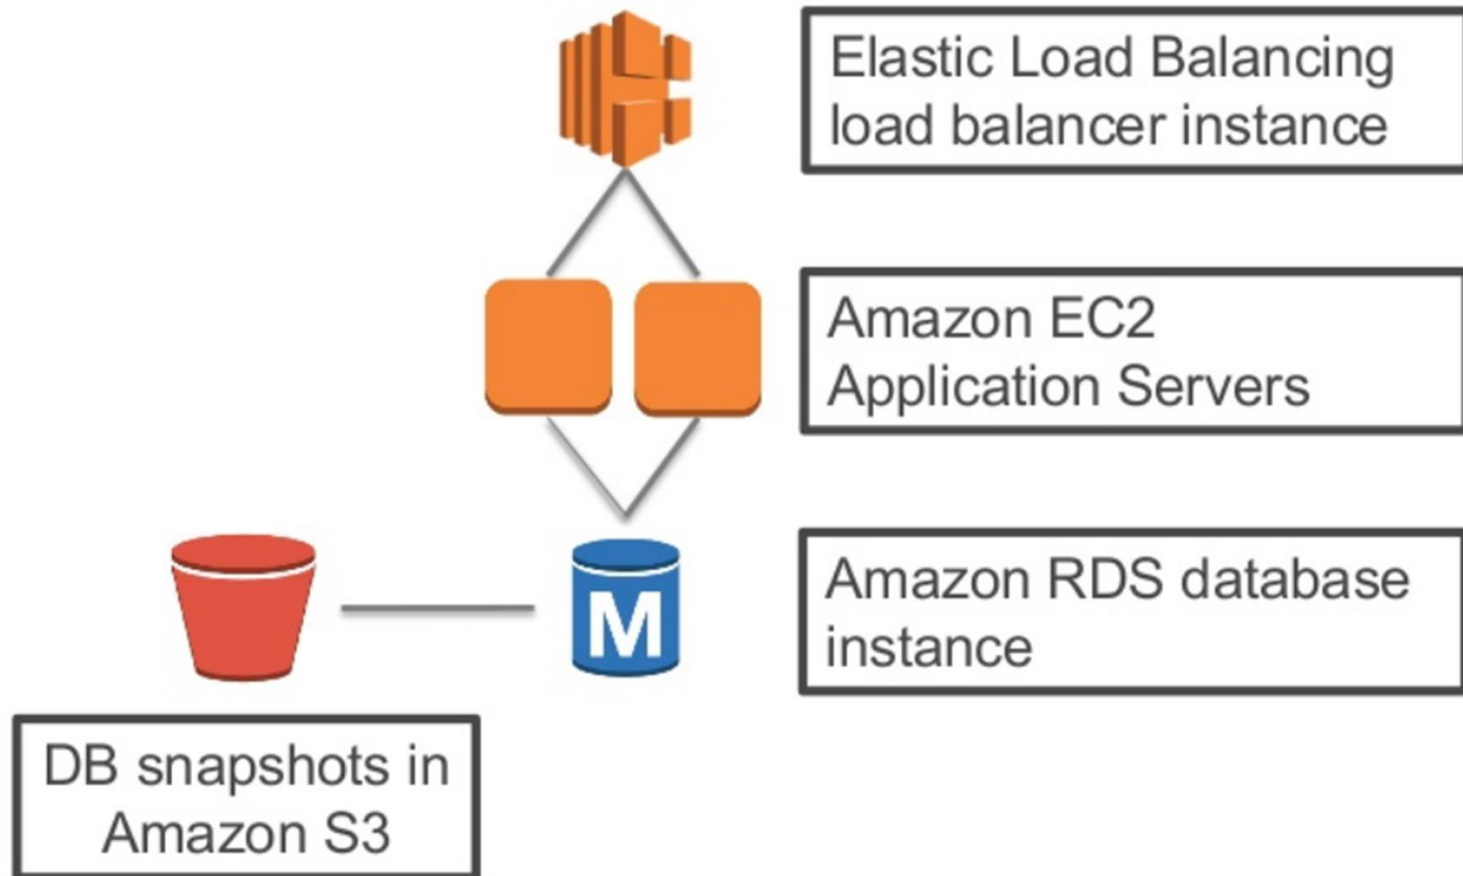 Elastic Load Balancing
load balancer instance
Amazon EC2
Application Servers
M
Amazon RDS database
instance
DB snapshots in
Amazon S3